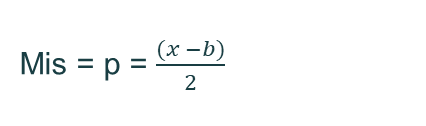 Mis = p = (x −b)/2